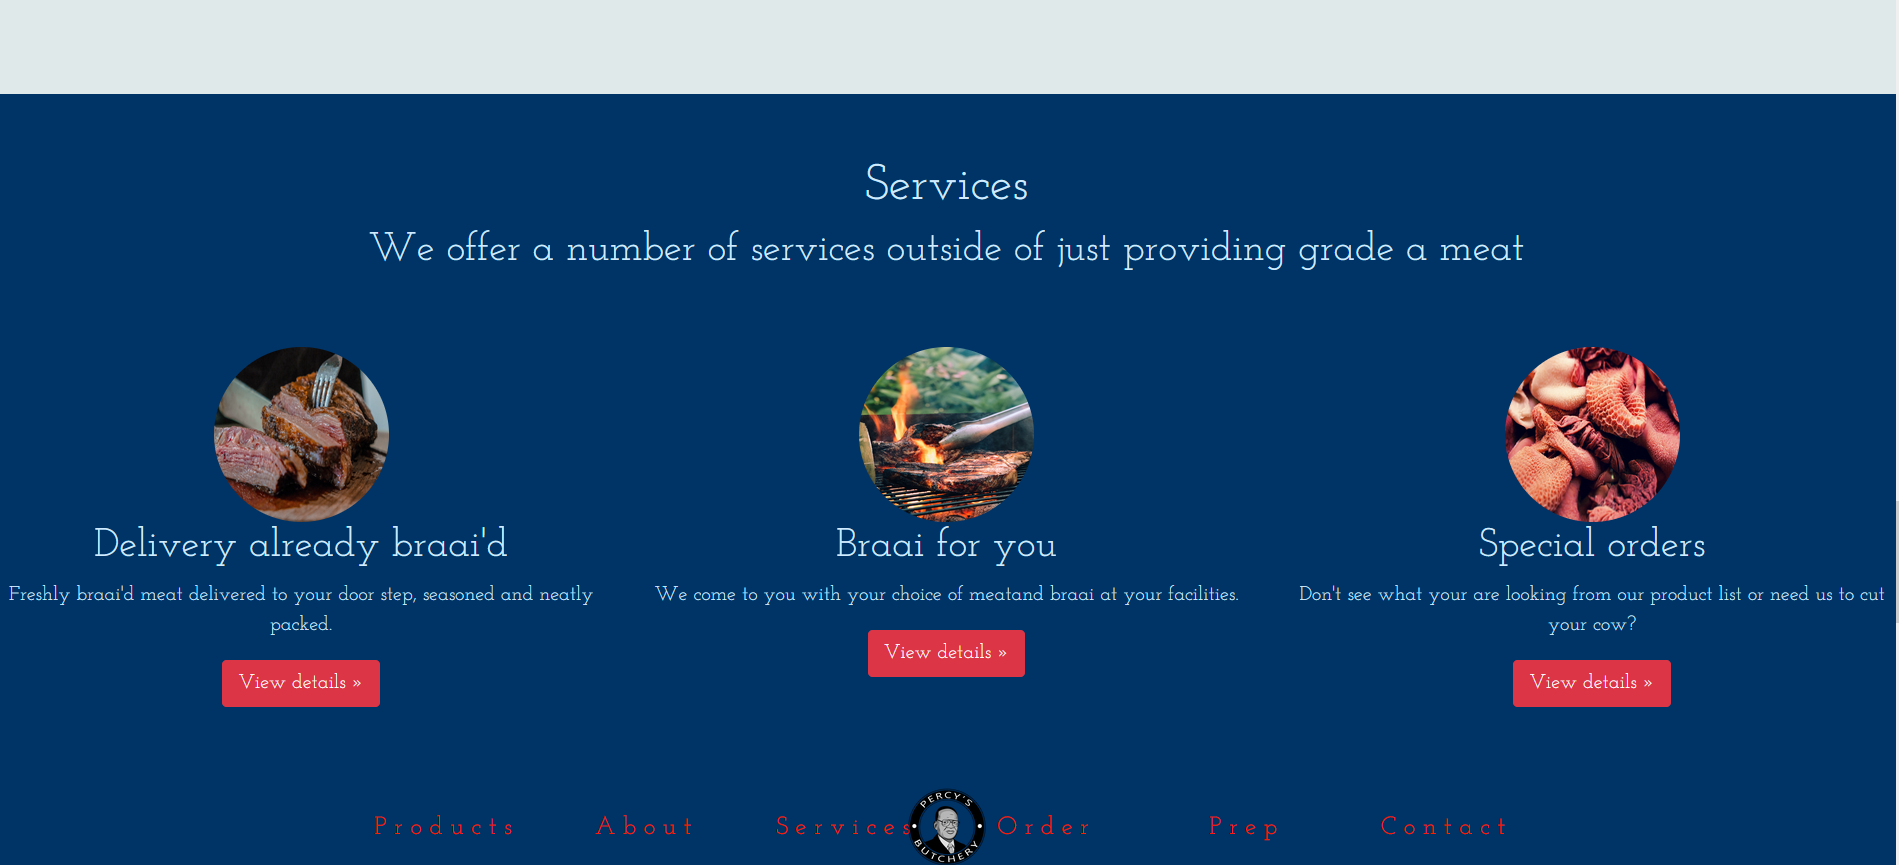 Services
We offer a number of services outside of just providing grade a meat
Delivery already braai'd
Freshly braai'd meat delivered to your door step, seasoned and neatly
packed.
View details »
Braai for you
We come to you with your choice of meatand braai at your facilities.
View details »
Special orders
Don't see what your are looking from our product list or need us to cut
your cow?
View details »
Products About Services PERCY'S BUTCHERY Order Prep Contact